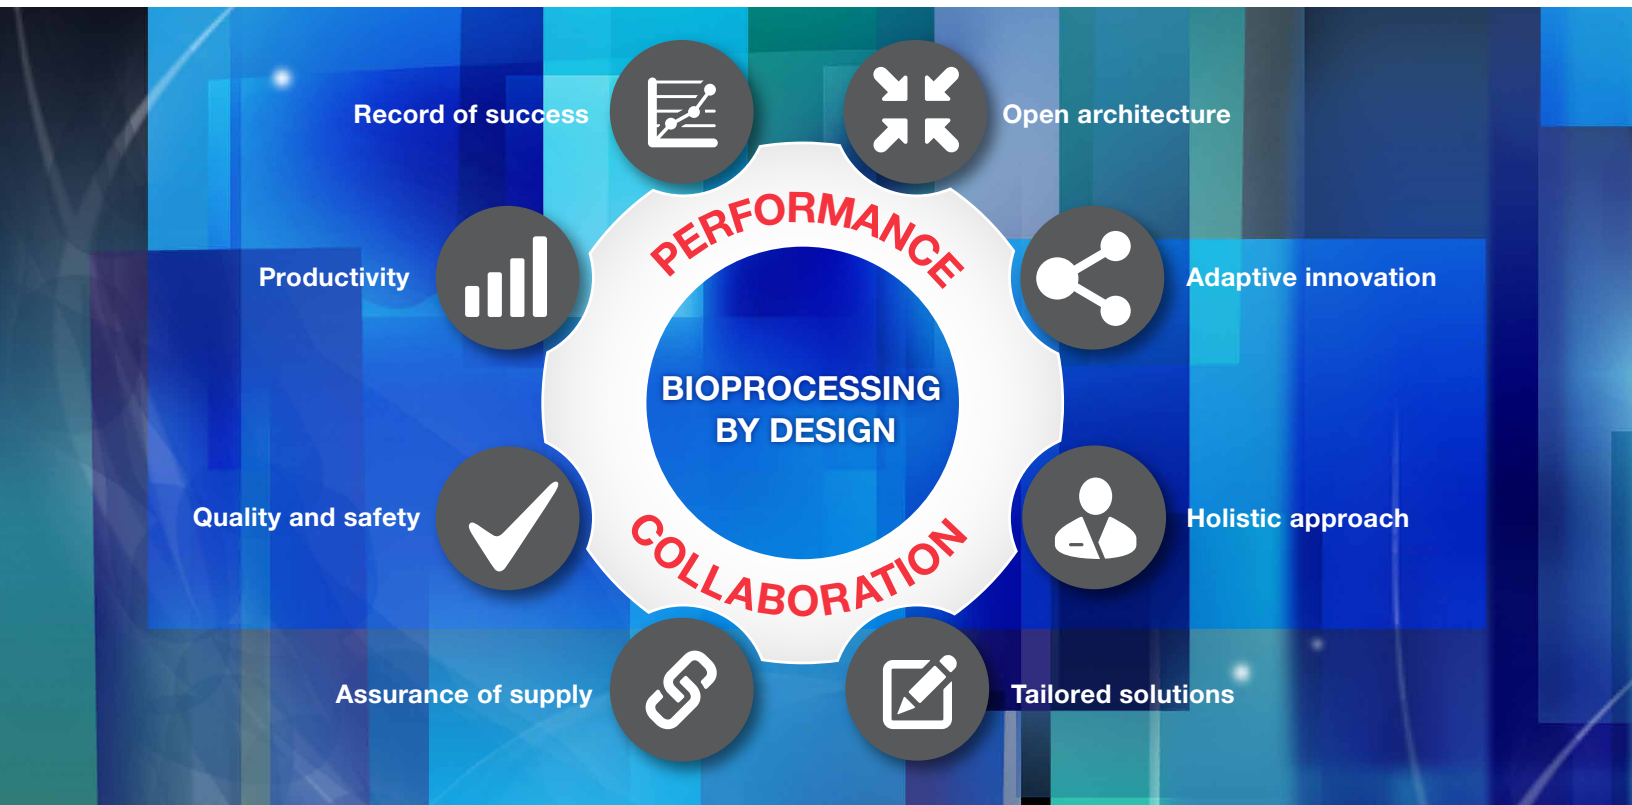 Record of success
Open architecture
PERFORMANCE
Productivity
Adaptive innovation
BIOPROCESSING
BY DESIGN
Quality and safety
Holistic approach
COLLABORATION
Assurance of supply
Tailored solutions